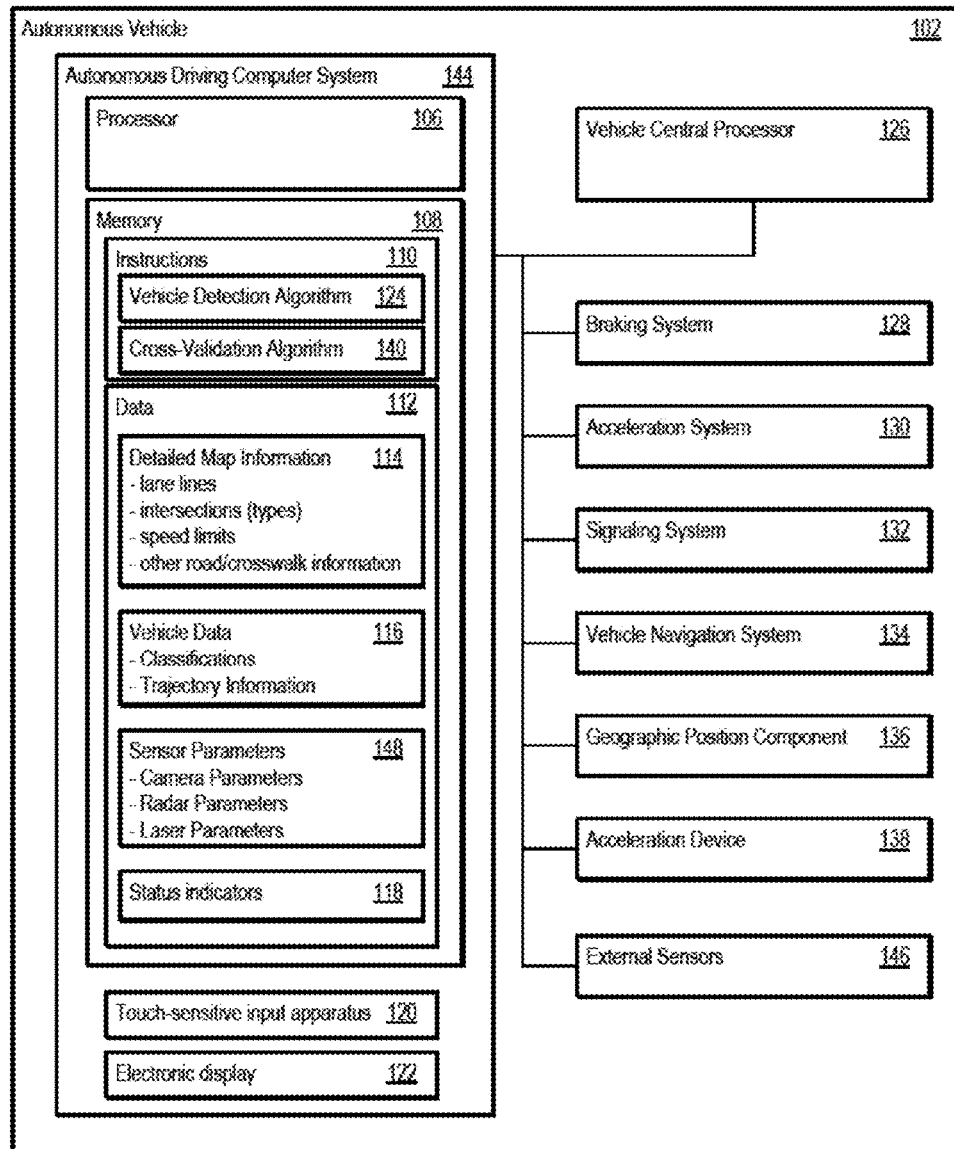 Autonomous Vehicle 102
Autonomous Driving Computer System 144
Processor 106
Memory 108
Instructions 110
Vehicle Detection Algorithm 124
Cross-Validation Algorithm 140
Data 112
Detailed Map Information 114
- lane lines
- intersections (types)
- speed limits
- other road/crosswalk information
Vehicle Data 116
- Classifications
- Trajectory Information
Sensor Parameters 148
- Camera Parameters
- Radar Parameters
- Laser Parameters
Status indicators 118
Touch-sensitive input apparatus 120
Electronic display 122
Vehicle Central Processor 126
Braking System 128
Acceleration System 130
Signaling System 132
Vehicle Navigation System 134
Geographic Position Component 136
Acceleration Device 138
External Sensors 146